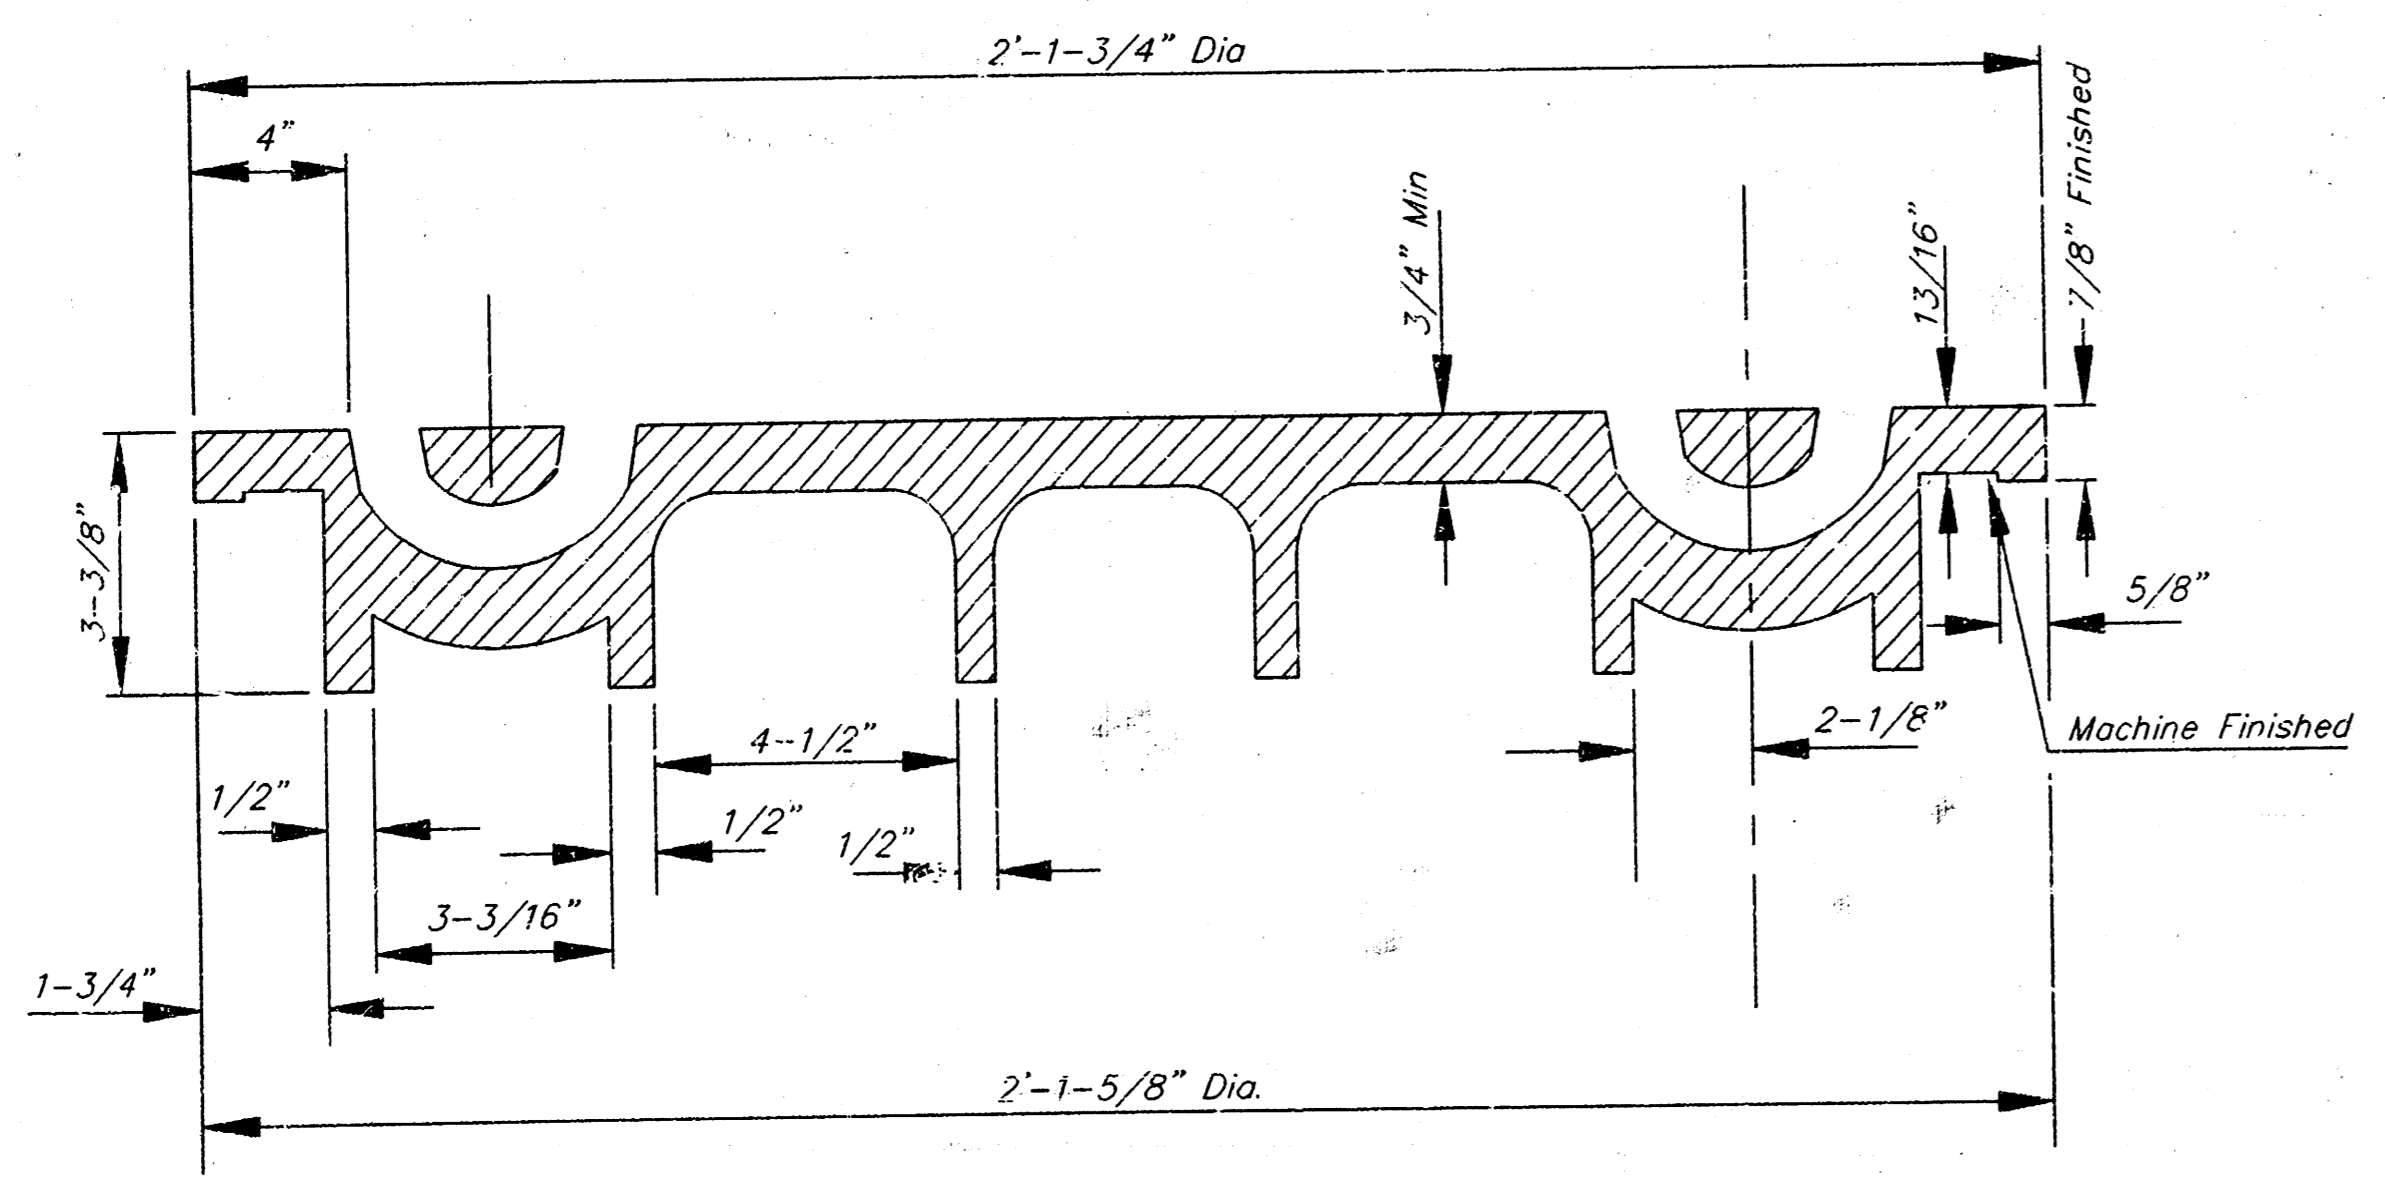 2'-1-3/4" Dia
4"
7/8" Finished
3/4" Min
13/16"
3-3/8"
5/8"
2-1/8"
Machine Finished
4-1/2"
1/2"
1/2"
1/2"
3-3/16"
1-3/4"
2'-1-5/8" Dia.